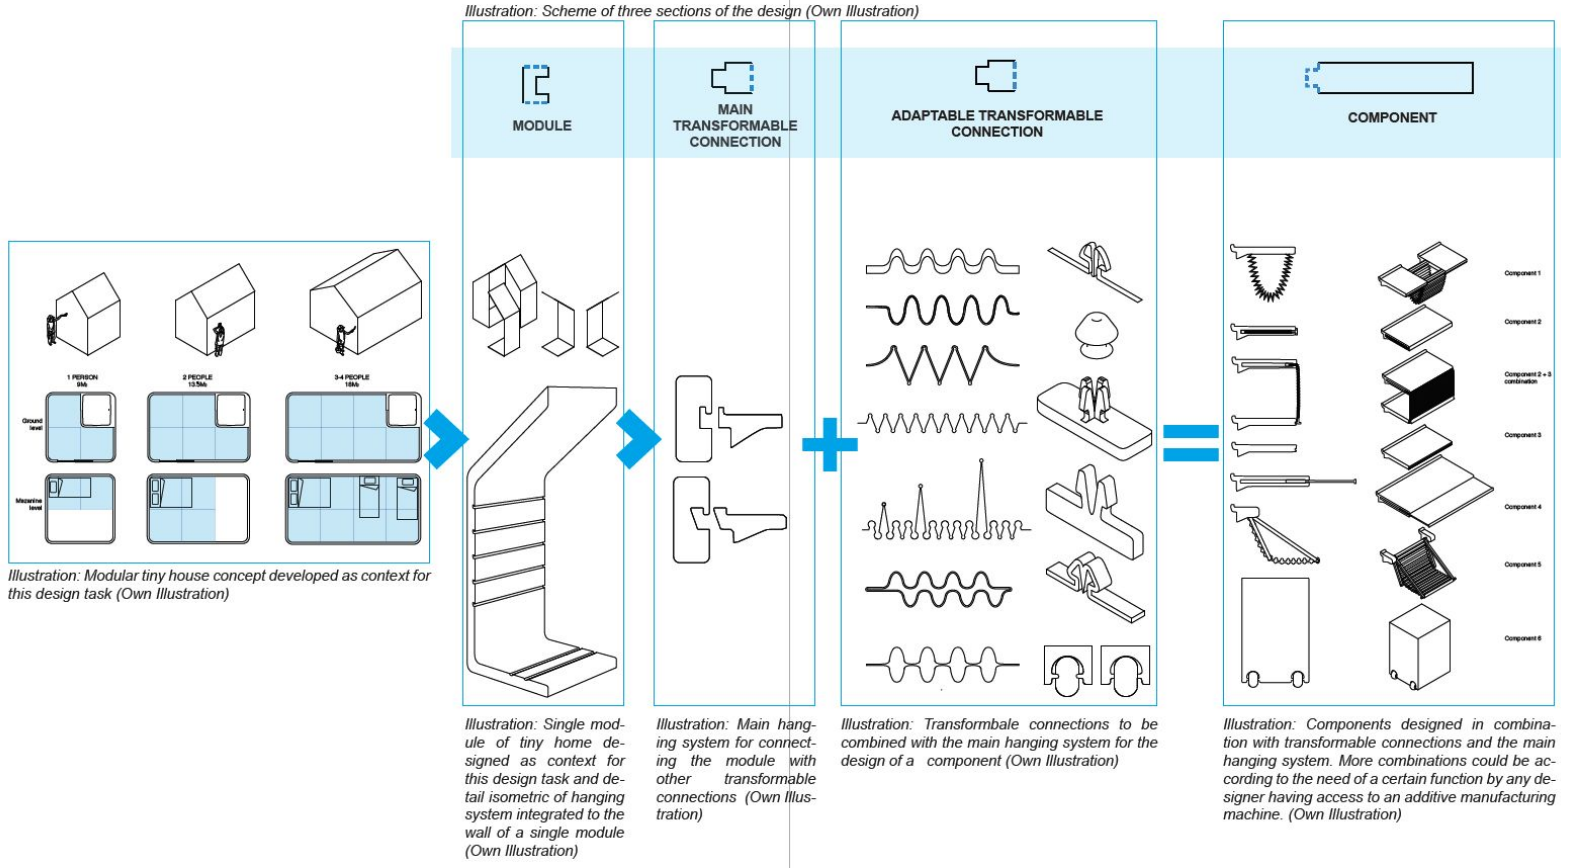 Illustration: Scheme of three sections of the design (Own Illustration)
MODULE
MAIN
TRANSFORMABLE
CONNECTION
ADAPTABLE TRANSFORMABLE
CONNECTION
COMPONENT
1 PERSON
9M²
2 PEOPLE
13.5M²
3-4 PEOPLE
18M²
Ground
level
Mezanine
level
Illustration: Modular tiny house concept developed as context for
this design task (Own Illustration)
Component 1
Component 2
Component 2 + 3
combination
Component 3
Component 4
Component 5
Component 6
Illustration: Single mod-
ule of tiny home de-
signed as context for
this design task and de-
tail isometric of hanging
system integrated to the
wall of a single module
(Own Illustration)
Illustration: Main hang-
ing system for connect-
ing the module with
other transformable
connections (Own Illus-
tration)
Illustration: Transformbale connections to be
combined with the main hanging system for the
design of a component (Own Illustration)
Illustration: Components designed in combina-
tion with transformable connections and the main
hanging system. More combinations could be ac-
cording to the need of a certain function by any de-
signer having access to an additive manufacturing
machine. (Own Illustration)